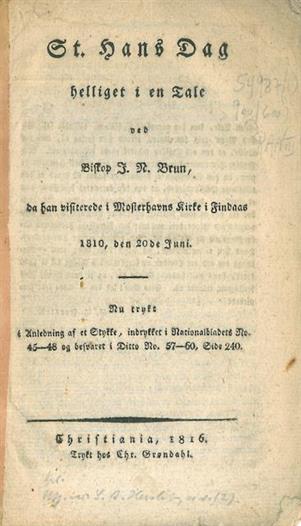 St. Hans Dag
helliget i en Tale
ved
Biskop J. N. Brun,
da han visiterede i Mosterhavns Kirke i Findaas
1810, den 20de Juni.
Nu trykt
i Anledning af et Stykke, indrykket i Nationalbladets No.
45—48 og besvaret i Ditto No. 57—60, Side 240.
Christiania, 1816.
Trykt hos Chr. Grøndahl.